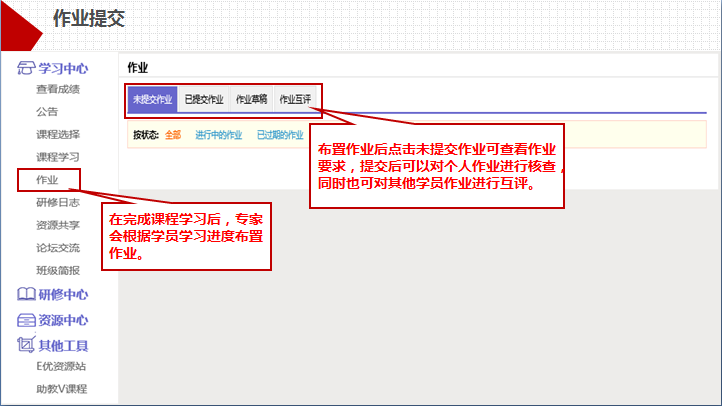 作业提交
学习中心
查看成绩
公告
课程选择
课程学习
作业
研修日志
资源共享
论坛交流
班级简报
研修中心
资源中心
其他工具
E优资源站
助教V课程
作业
未提交作业 已提交作业 作业草稿 作业互评
按状态: 全部 进行中的作业 已过期的作业
布置作业后点击未提交作业可查看作业
要求，提交后可以对个人作业进行核查，
同时也可对其他学员作业进行互评。
在完成课程学习后，专家
会根据学员学习进度布置
作业。